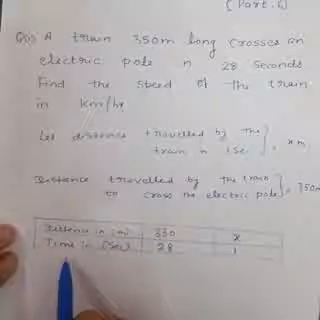 (Part.6)
Q(1) A train 350m long crosses an
electric pole in 28 seconds
Find the speed of the train
in km/hr
Let distance travelled by the train in 1sec } = x m
Distance travelled by the train to cross the electric pole } = 350m
Distance in (m) 350 x
Time in (Sec) 28 1